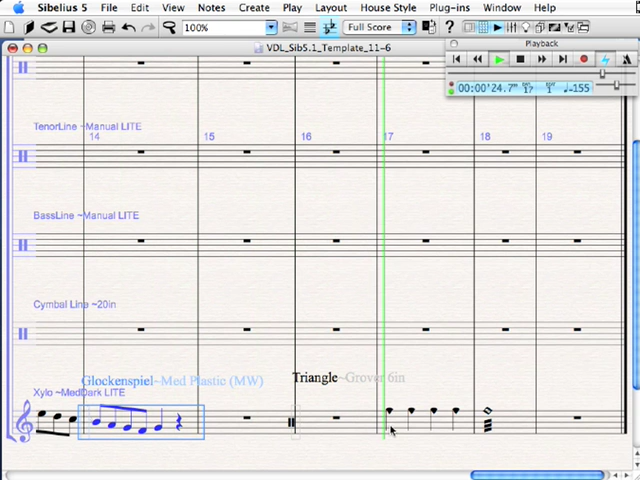 Sibelius 5 File Edit View Notes Create Play Layout House Style Plug-ins Window Help
100% Full Score
VDL_Sib5.1_Template_11-6
Playback
00:00'24.7" BAR 17 BEAT 1 ♩=155
TenorLine ~Manual LITE
14 15 16 17 18 19
BassLine ~Manual LITE
Cymbal Line ~20in
Glockenspiel~Med Plastic (MW) Triangle~Grover 6in
Xylo ~MedDark LITE